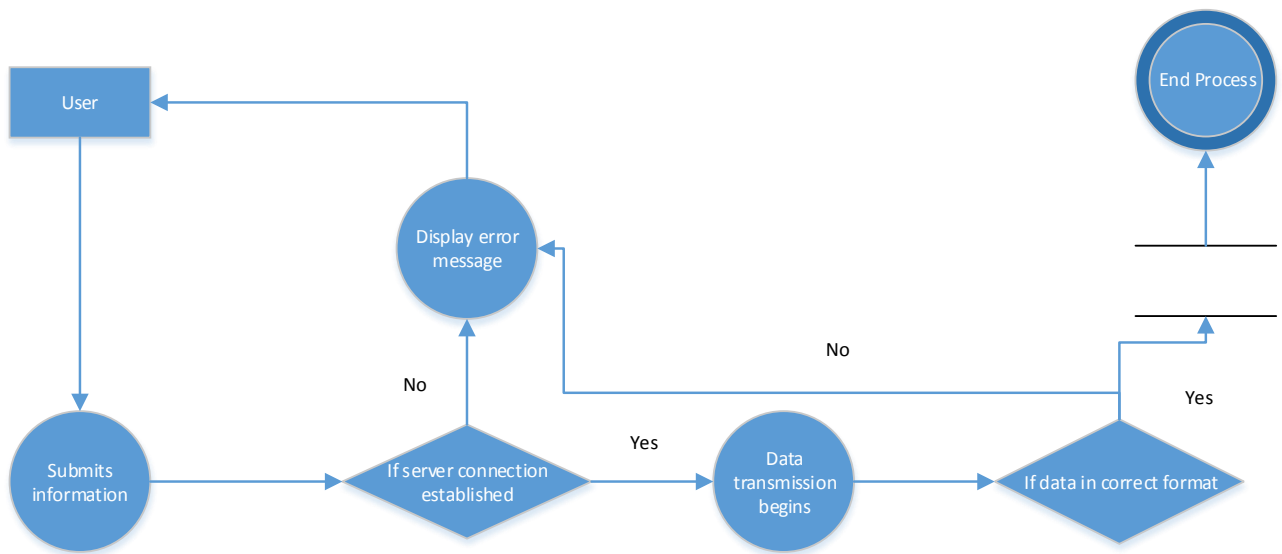 User
End Process
Display error
message
No
No
Yes
Yes
Submits
information
If server connection
established
Data
transmission
begins
If data in correct format